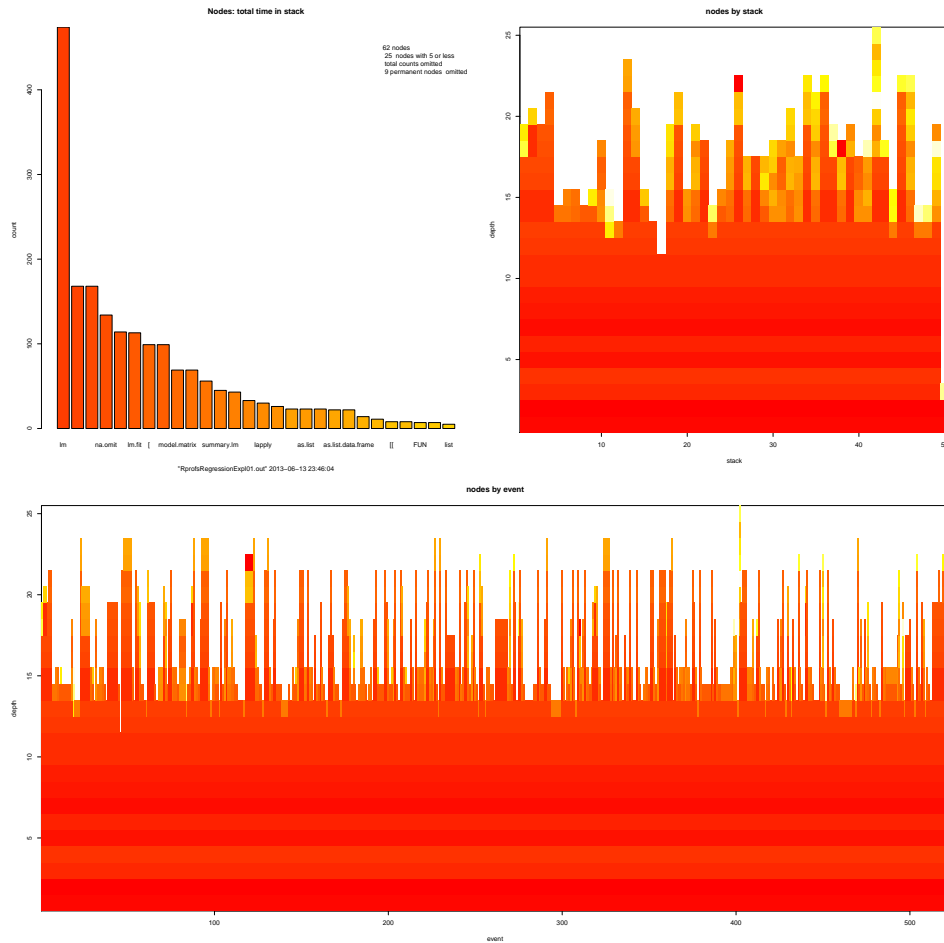 Nodes: total time in stack
62 nodes
25 nodes with 5 or less
total counts omitted
9 permanent nodes omitted
count
0
100
200
300
400
lm
na.omit
lm.fit
[
model.matrix
summary.lm
lapply
as.list
as.list.data.frame
[[
FUN
list
"RprofsRegressionExpl01.out" 2013−06−13 23:46:04
nodes by stack
depth
5
10
15
20
25
10
20
30
40
stack
nodes by event
depth
5
10
15
20
25
100
200
300
400
500
event